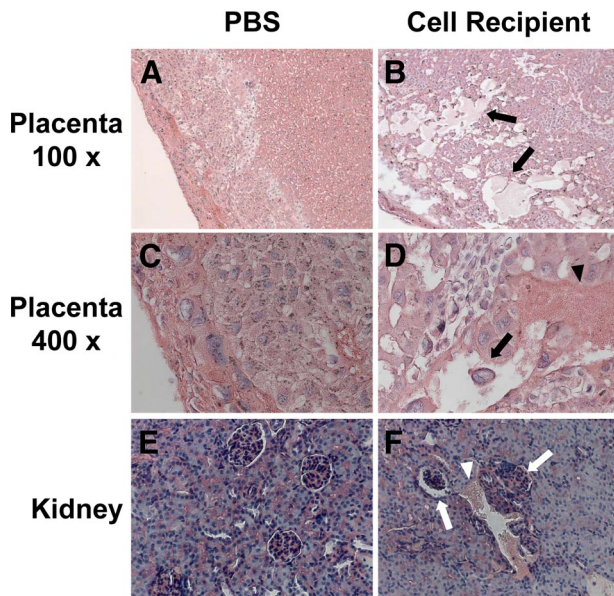 PBS
Cell Recipient
A
B
Placenta
100 x
C
D
Placenta
400 x
E
F
Kidney